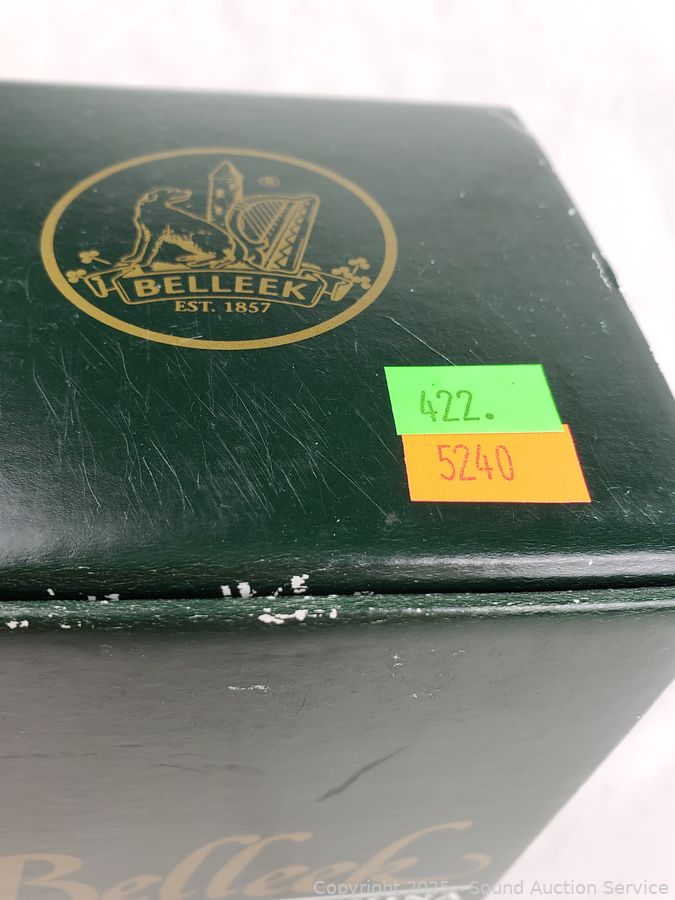 ®
BELLEEK
EST. 1857
422.
5240
Belleek
Copyright 2025 - Sound Auction Service